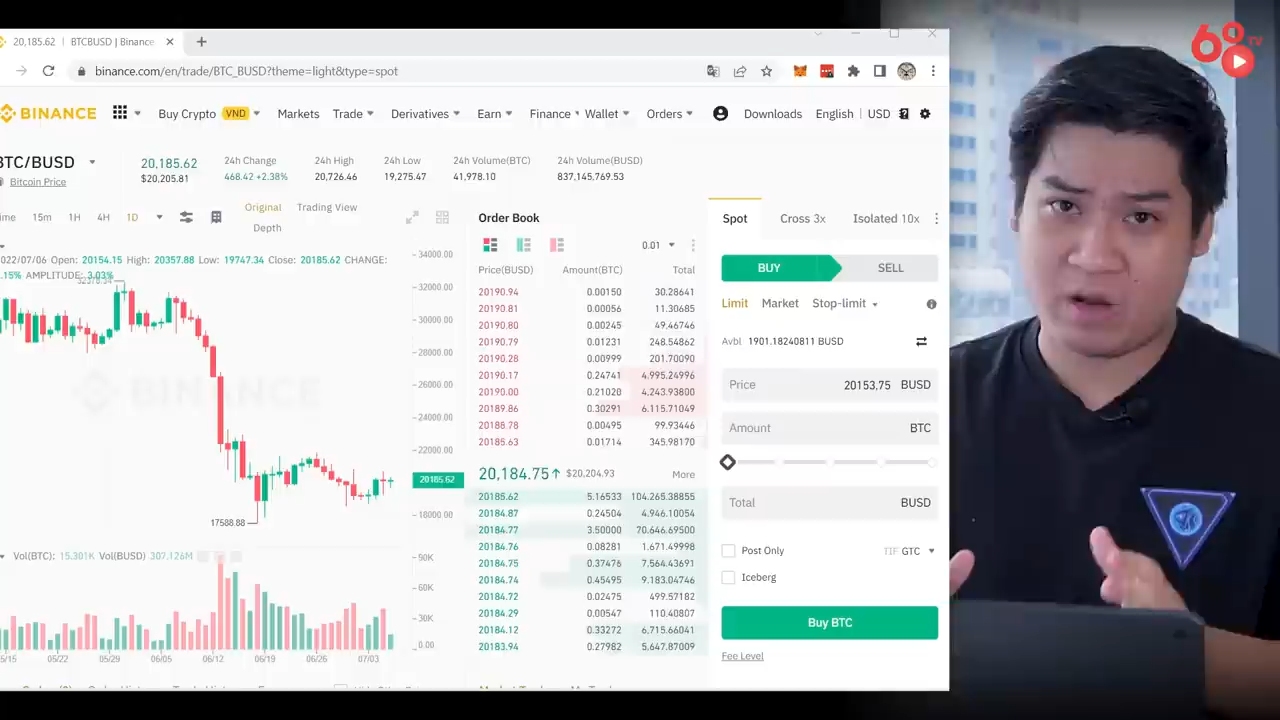 68
TV
20,185.62 | BTCBUSD | Binance
binance.com/en/trade/BTC_BUSD?theme=light&type=spot
BINANCE Buy Crypto VND Markets Trade Derivatives Earn Finance Wallet Orders Downloads English | USD
BTC/BUSD
Bitcoin Price
20,185.62
$20,205.81
24h Change
468.42 +2.38%
24h High
20,726.46
24h Low
19,275.47
24h Volume(BTC)
41,978.10
24h Volume(BUSD)
837,145,769.53
ime 15m 1H 4H 1D
Original Trading View
Depth
022/07/06 Open: 20154.15 High: 20357.88 Low: 19747.34 Close: 20185.62 CHANGE:
.15% AMPLITUDE: 3.03%
34000.00
32000.00
30000.00
28000.00
26000.00
24000.00
22000.00
20185.62
18000.00
17588.88
BINANCE
Vol(BTC): 15.301K Vol(BUSD) 307.126M
90K
60K
30K
0.00
5/15 05/22 05/29 06/05 06/12 06/19 06/26 07/03
Order Book
0.01
Price(BUSD) Amount(BTC) Total
20190.94 0.00150 30.28641
20190.81 0.00056 11.30685
20190.80 0.00245 49.46746
20190.79 0.01231 248.54862
20190.28 0.00999 201.70090
20190.17 0.24741 4,995.24996
20190.00 0.21020 4,243.93800
20189.86 0.30291 6,115.71049
20188.78 0.00495 99.93446
20185.63 0.01714 345.98170
20,184.75↑ $20,204.93 More
20185.62 5.16533 104,265.38855
20184.87 0.24504 4,946.10054
20184.77 3.50000 70,646.69500
20184.76 0.08281 1,671.49998
20184.75 0.37476 7,564.43691
20184.74 0.45495 9,183.04746
20184.72 0.02475 499.57182
20184.29 0.00547 110.40807
20184.12 0.33272 6,715.66041
20183.94 0.27982 5,647.87009
Spot Cross 3x Isolated 10x
BUY SELL
Limit Market Stop-limit
Avbl 1901.18240811 BUSD
Price 20153,75 BUSD
Amount BTC
Total BUSD
Post Only TIF GTC
Iceberg
Buy BTC
Fee Level